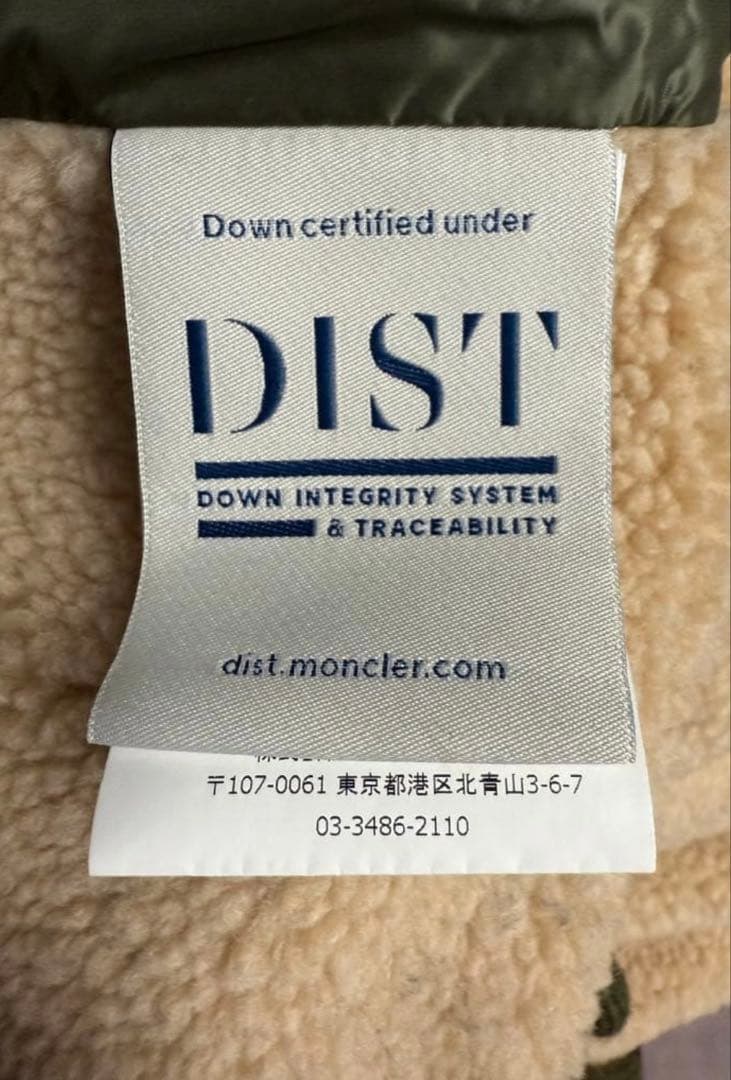 Down certified under
DIST
DOWN INTEGRITY SYSTEM
& TRACEABILITY
dist.moncler.com
〒107-0061 東京都港区北青山3-6-7
03-3486-2110